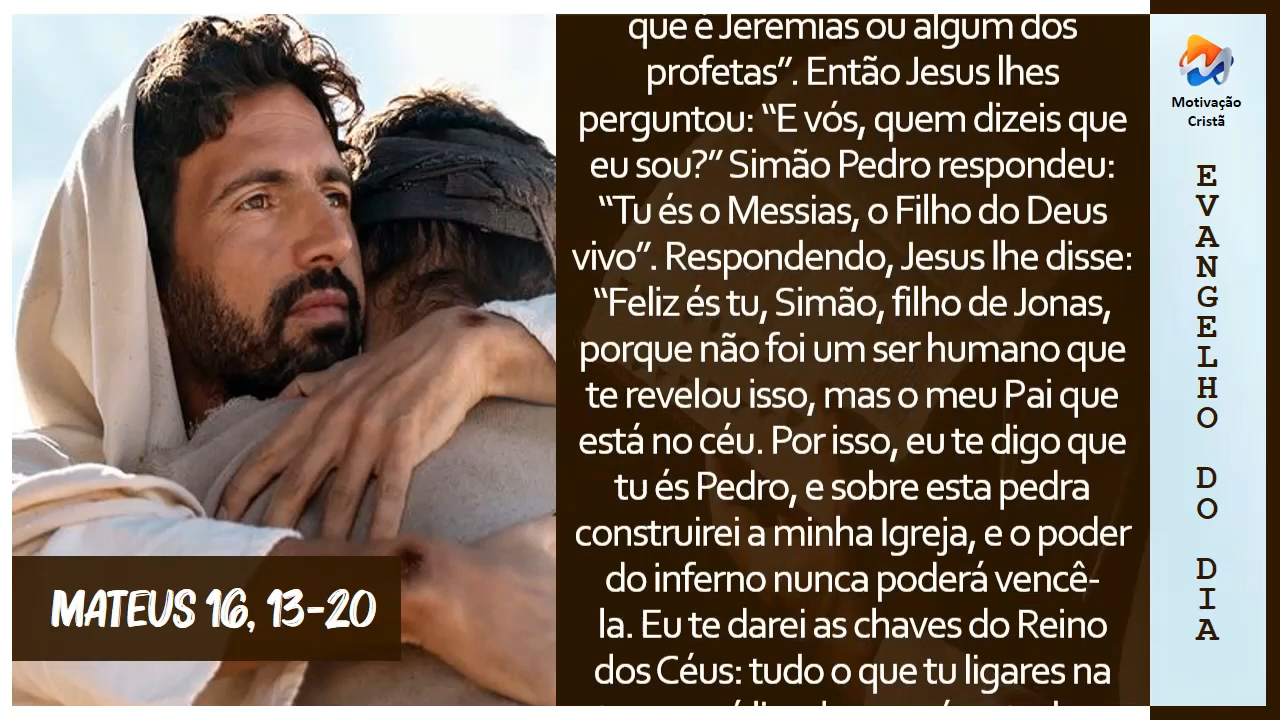 que é Jeremias ou algum dos
profetas”. Então Jesus lhes
perguntou: “E vós, quem dizeis que
eu sou?” Simão Pedro respondeu:
“Tu és o Messias, o Filho do Deus
vivo”. Respondendo, Jesus lhe disse:
“Feliz és tu, Simão, filho de Jonas,
porque não foi um ser humano que
te revelou isso, mas o meu Pai que
está no céu. Por isso, eu te digo que
tu és Pedro, e sobre esta pedra
construirei a minha Igreja, e o poder
do inferno nunca poderá vencê-
la. Eu te darei as chaves do Reino
dos Céus: tudo o que tu ligares na
MATEUS 16, 13-20
Motivação
Cristã
EVANGELHO DO DIA